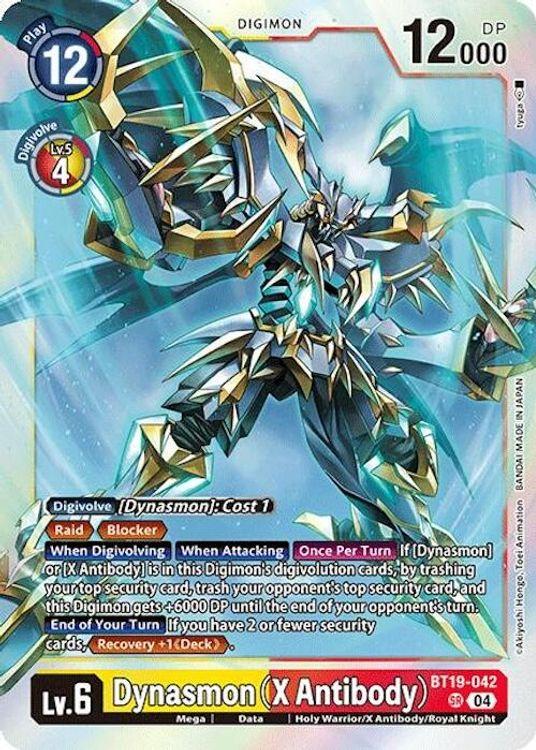 DIGIMON
Play
12
DP
12000
Digivolve
Lv.5
4
tyuga
Digivolve [Dynasmon]: Cost 1
Raid Blocker
When Digivolving When Attacking Once Per Turn If [Dynasmon]
or [X Antibody] is in this Digimon's digivolution cards, by trashing
your top security card, trash your opponent's top security card, and
this Digimon gets +6000 DP until the end of your opponent's turn.
End of Your Turn If you have 2 or fewer security
cards, Recovery +1《Deck》.
©Akiyoshi Hongo, Toei Animation BANDAI MADE IN JAPAN
Lv.6
Dynasmon (X Antibody)
BT19-042
SR 04
Mega | Data | Holy Warrior/X Antibody/Royal Knight